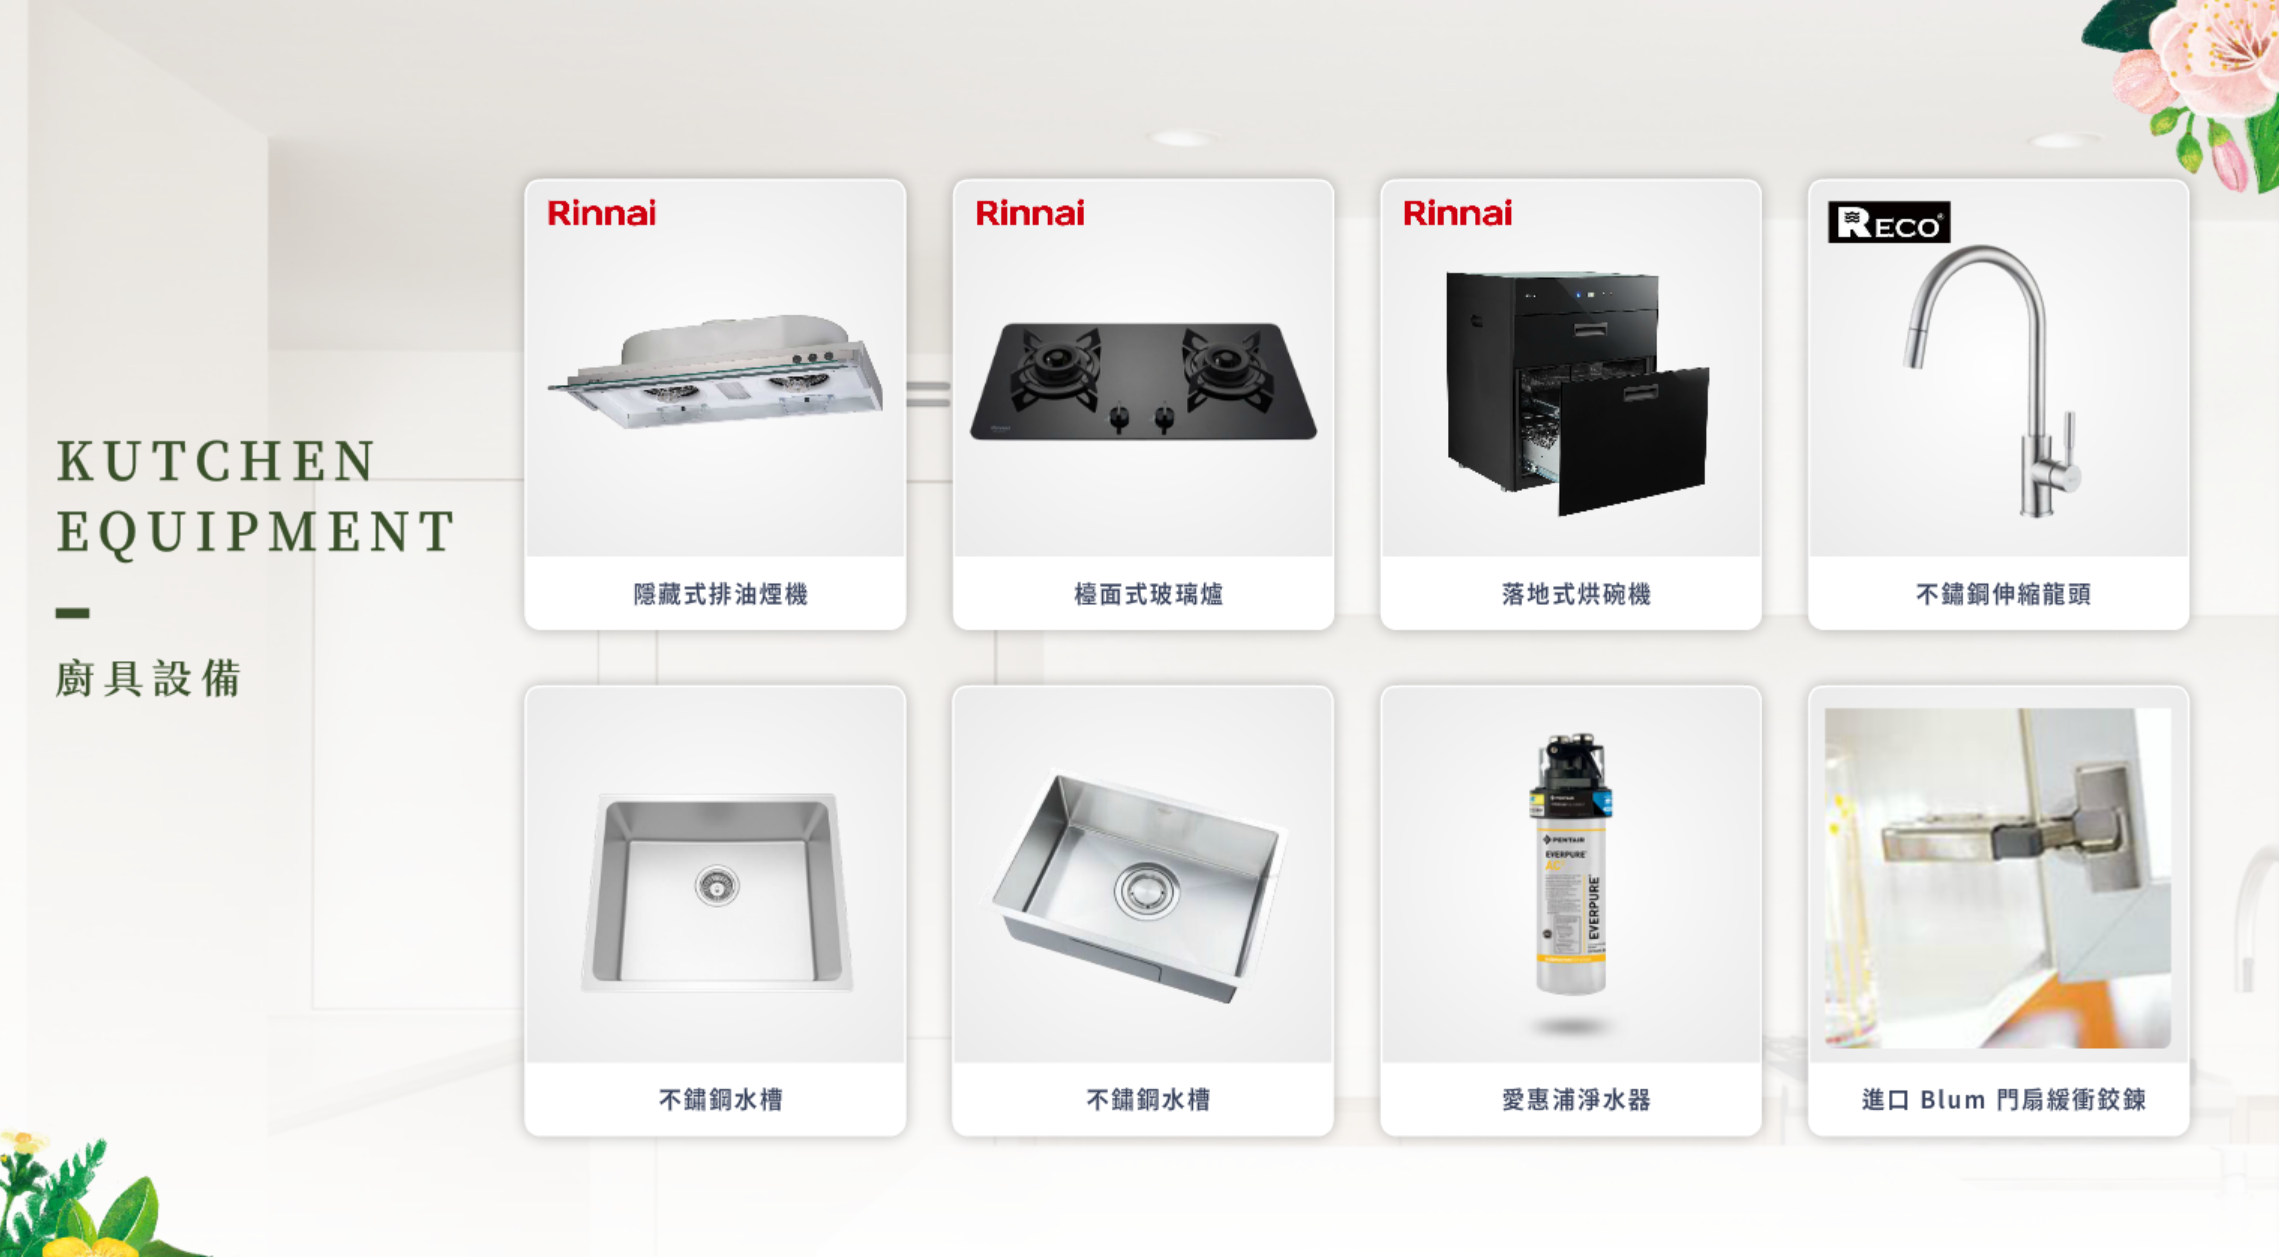 KUTCHEN
EQUIPMENT
廚具設備
Rinnai
隱藏式排油煙機
Rinnai
檯面式玻璃爐
Rinnai
落地式烘碗機
RECO®
不鏽鋼伸縮龍頭
不鏽鋼水槽
不鏽鋼水槽
PENTAIR
EVERPURE
EVERPURE
愛惠浦淨水器
進口 Blum 門扇緩衝鉸鍊